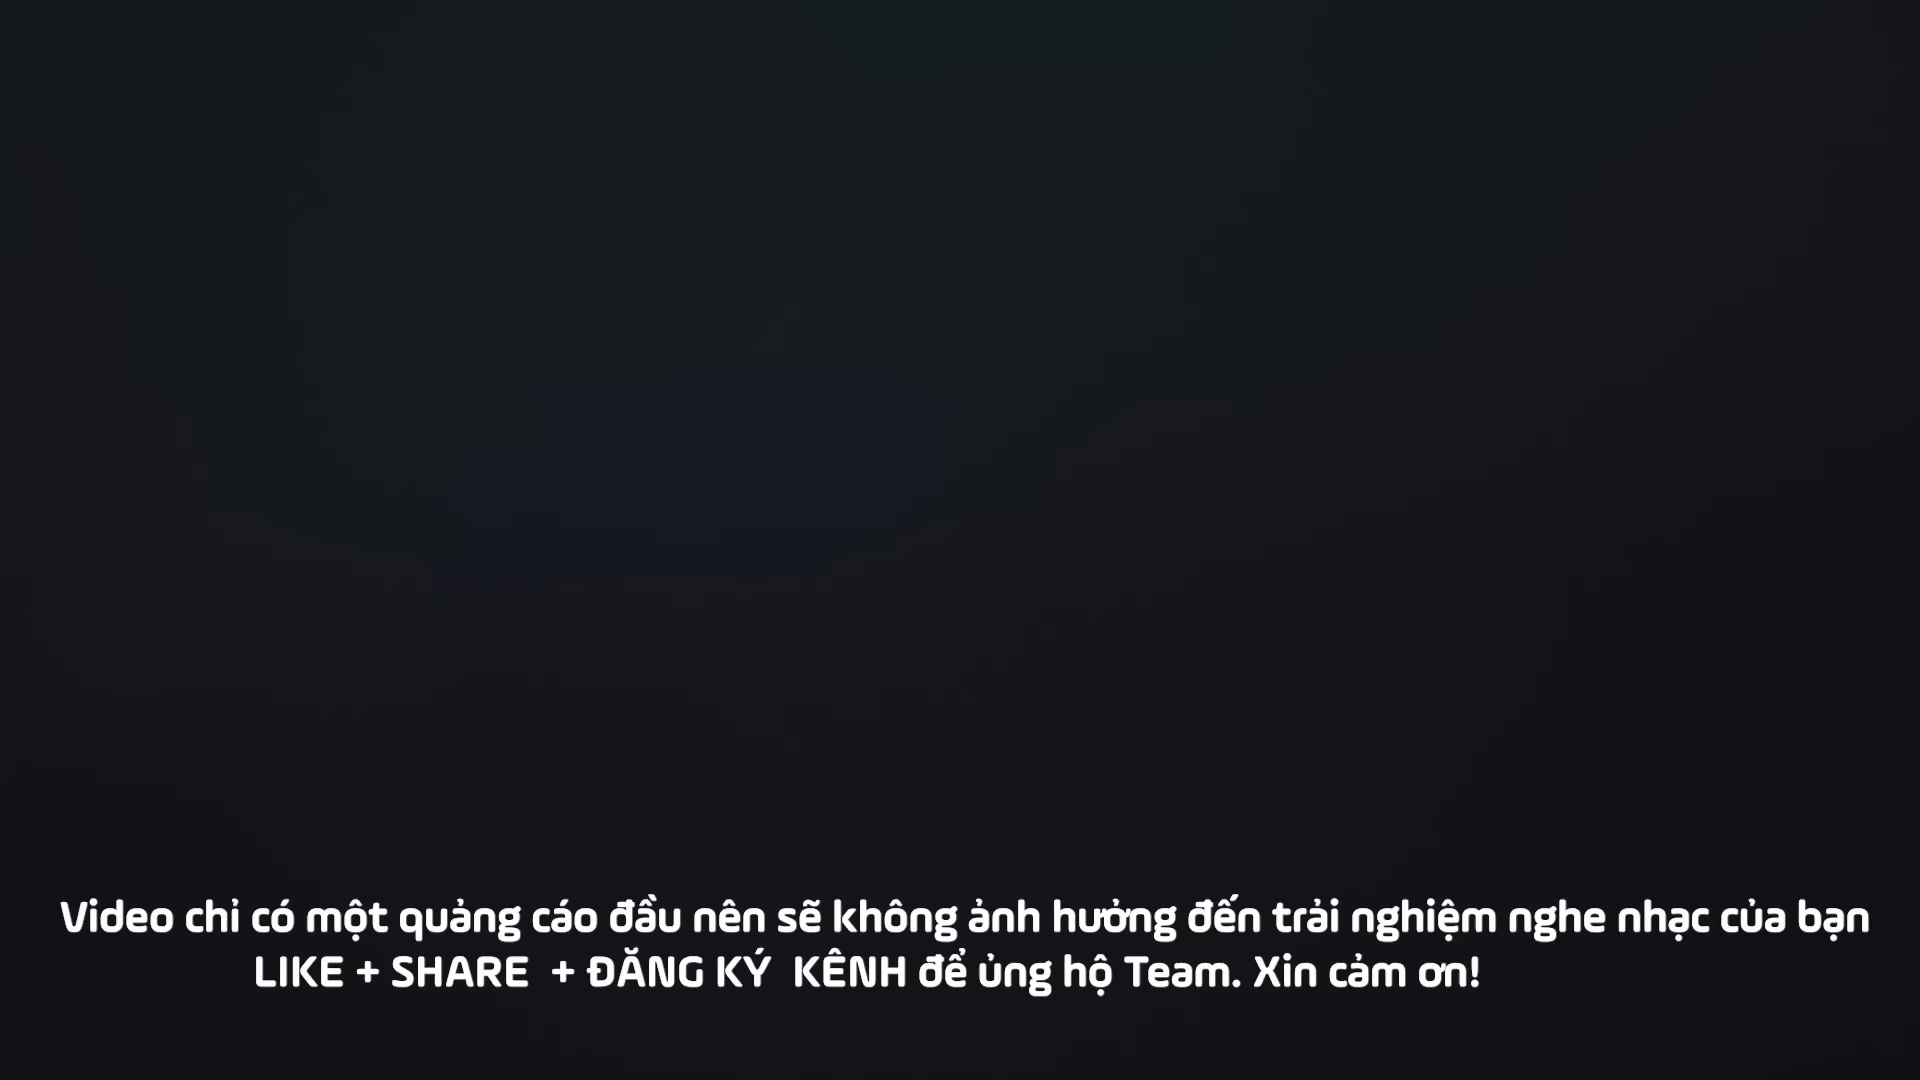 Video chỉ có một quảng cáo đầu nên sẽ không ảnh hưởng đến trải nghiệm nghe nhạc của bạn
LIKE + SHARE + ĐĂNG KÝ KÊNH để ủng hộ Team. Xin cảm ơn!